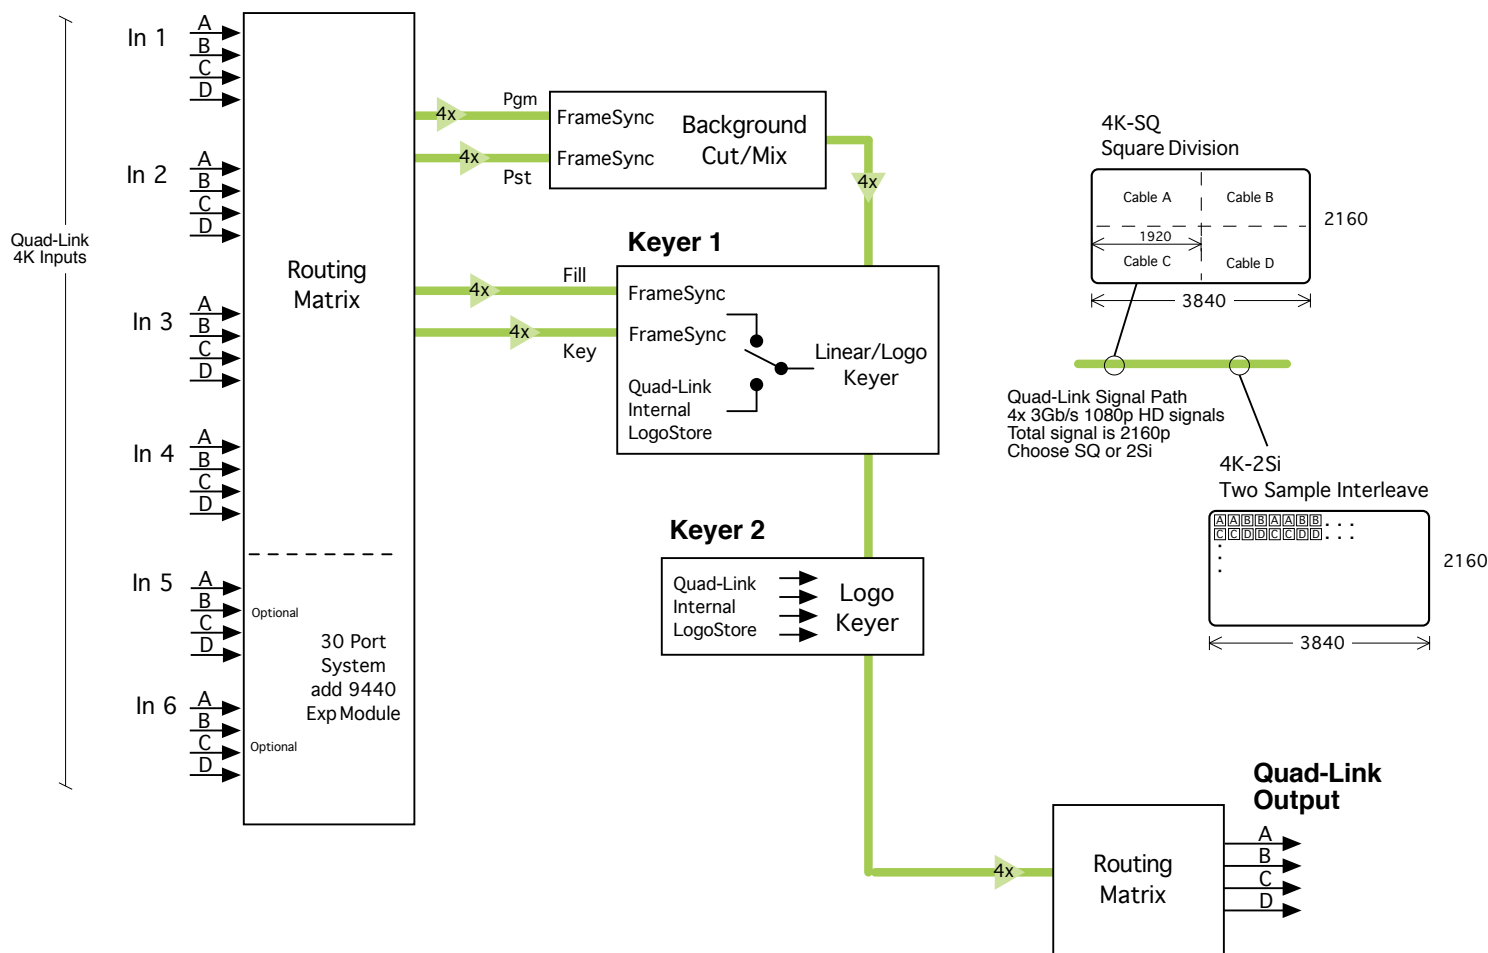 Quad-Link
4K Inputs
In 1
A
B
C
D
In 2
A
B
C
D
In 3
A
B
C
D
In 4
A
B
C
D
In 5
A
B
C
D
In 6
A
B
C
D
Routing
Matrix
Optional
30 Port
System
add 9440
Exp Module
Optional
4x
Pgm
4x
Pst
FrameSync
FrameSync
Background
Cut/Mix
4x
Keyer 1
4x
Fill
4x
Key
FrameSync
FrameSync
Quad-Link
Internal
LogoStore
Linear/Logo
Keyer
Keyer 2
Quad-Link
Internal
LogoStore
Logo
Keyer
4x
Routing
Matrix
Quad-Link
Output
A
B
C
D
4K-SQ
Square Division
Cable A
Cable B
1920
Cable C
Cable D
2160
3840
Quad-Link Signal Path
4x 3Gb/s 1080p HD signals
Total signal is 2160p
Choose SQ or 2Si
4K-2Si
Two Sample Interleave
A A B B A A B B . . .
C C D D C C D D . . .
.
.
.
2160
3840